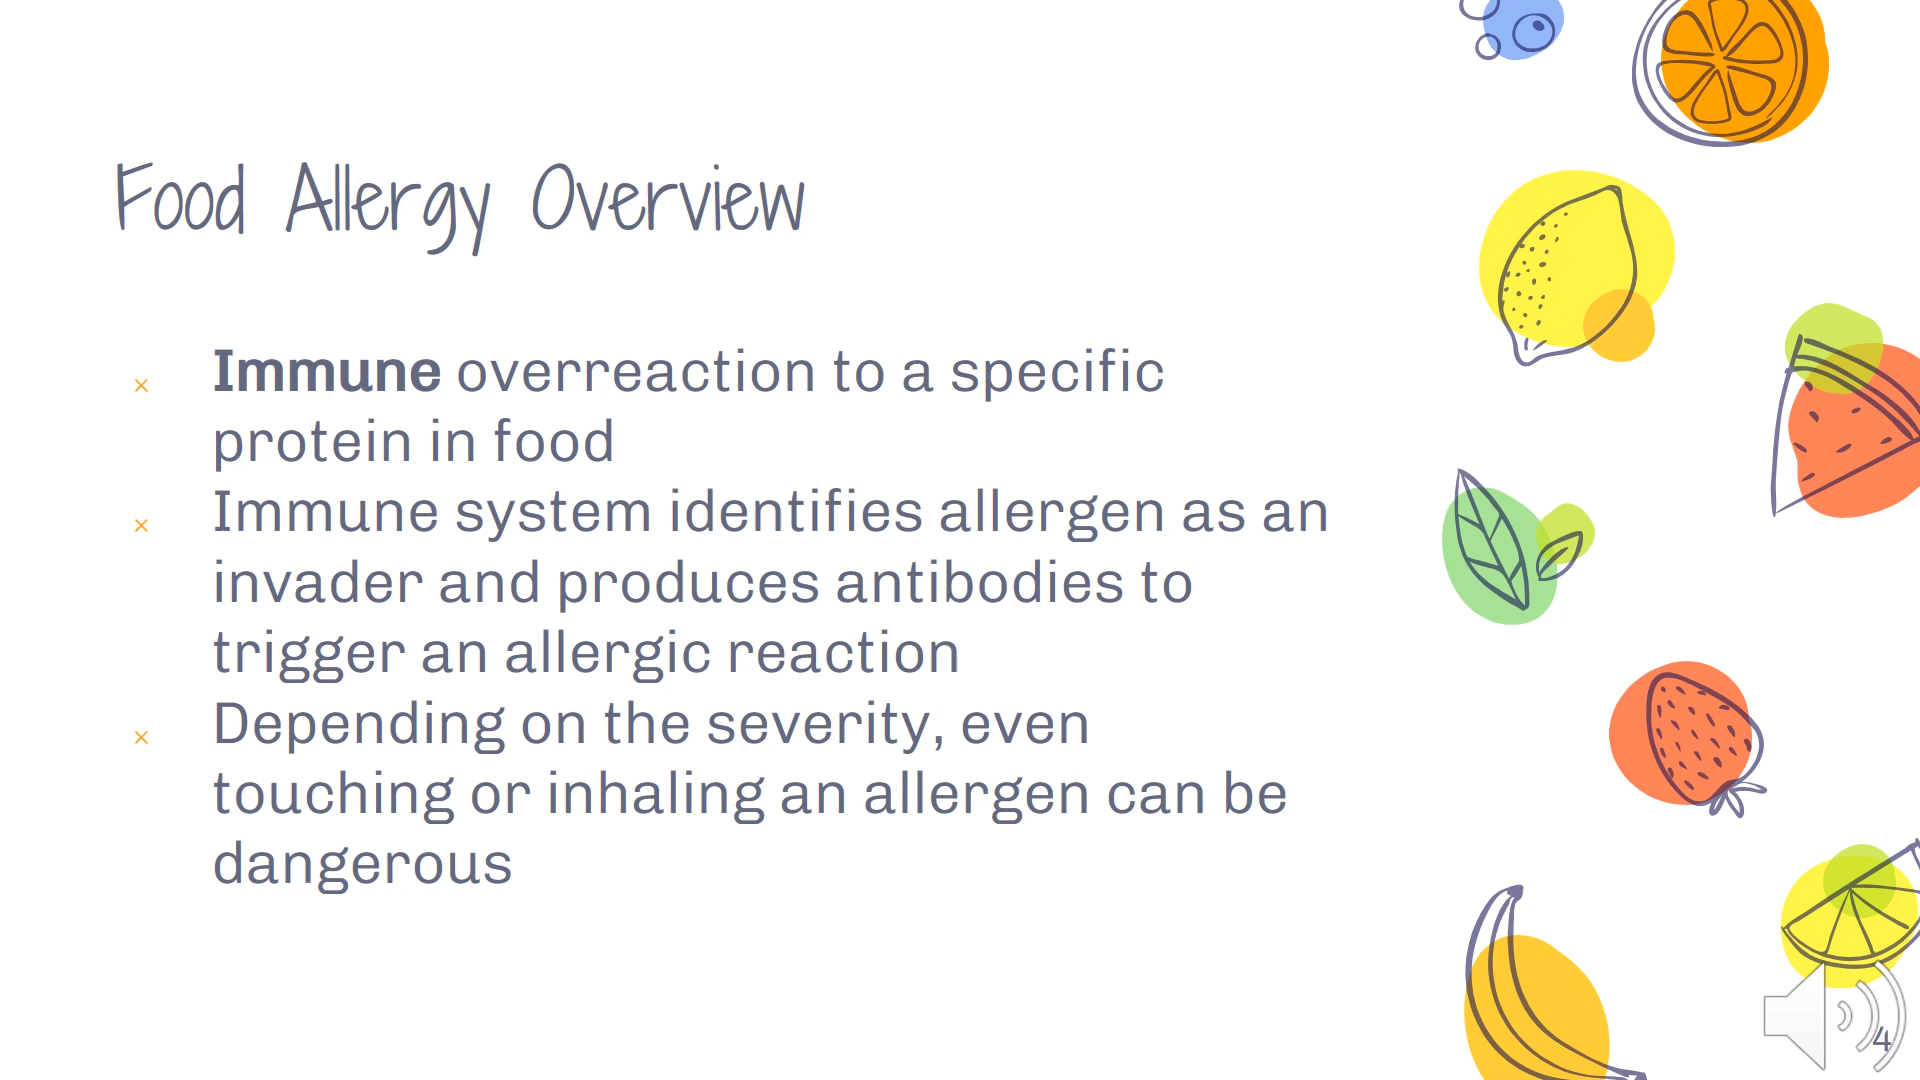 Food Allergy Overview
× Immune overreaction to a specific
protein in food
× Immune system identifies allergen as an
invader and produces antibodies to
trigger an allergic reaction
× Depending on the severity, even
touching or inhaling an allergen can be
dangerous
4